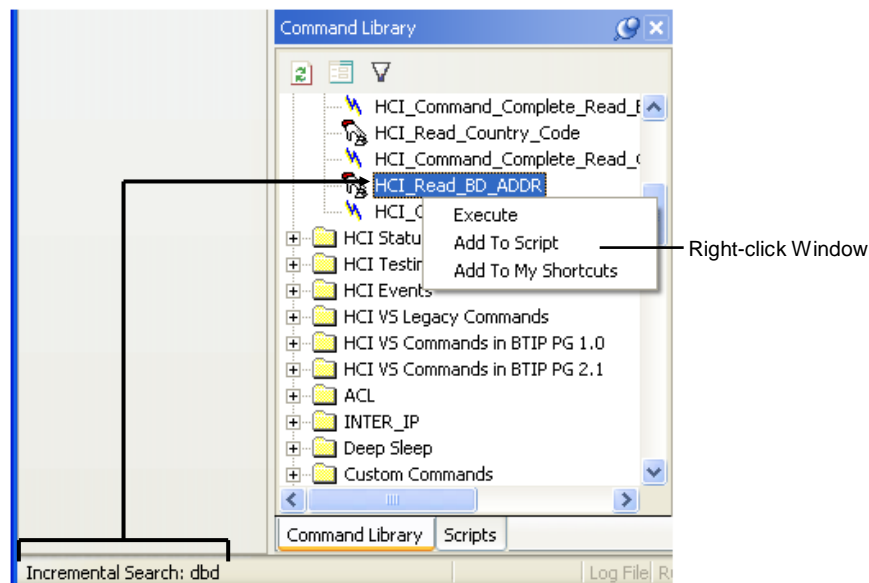 Command Library
HCI_Command_Complete_Read_
HCI_Read_Country_Code
HCI_Command_Complete_Read_
HCI_Read_BD_ADDR
HCI_
Execute
HCI Statu
Add To Script
Right-click Window
HCI Testin
Add To My Shortcuts
HCI Events
HCI VS Legacy Commands
HCI VS Commands in BTIP PG 1.0
HCI VS Commands in BTIP PG 2.1
ACL
INTER_IP
Deep Sleep
Custom Commands
Command Library Scripts
Incremental Search: dbd Log File